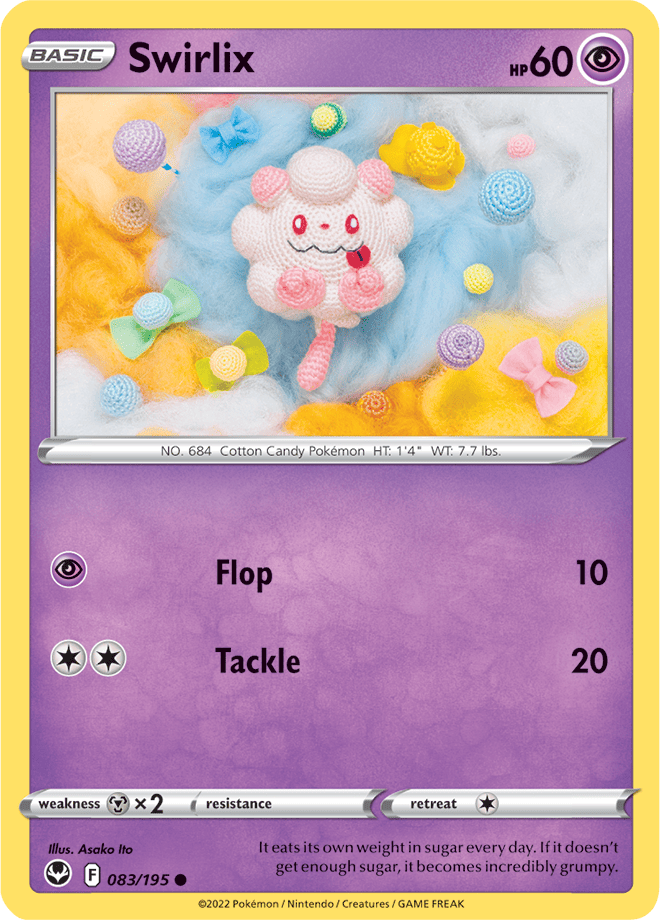 BASIC Swirlix HP60
NO. 684 Cotton Candy Pokémon HT: 1'4" WT: 7.7 lbs.
Flop 10
Tackle 20
weakness ×2 resistance retreat
Illus. Asako Ito
It eats its own weight in sugar every day. If it doesn't
get enough sugar, it becomes incredibly grumpy.
F 083/195
©2022 Pokémon / Nintendo / Creatures / GAME FREAK